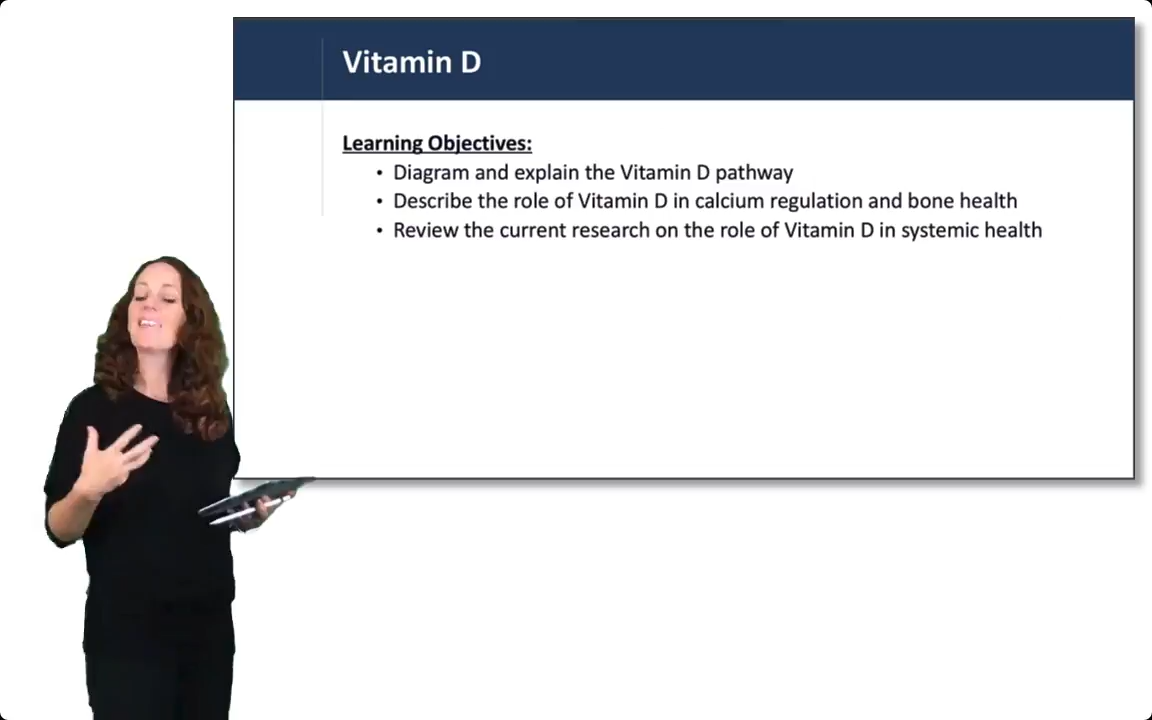 Vitamin D
Learning Objectives:
• Diagram and explain the Vitamin D pathway
• Describe the role of Vitamin D in calcium regulation and bone health
• Review the current research on the role of Vitamin D in systemic health